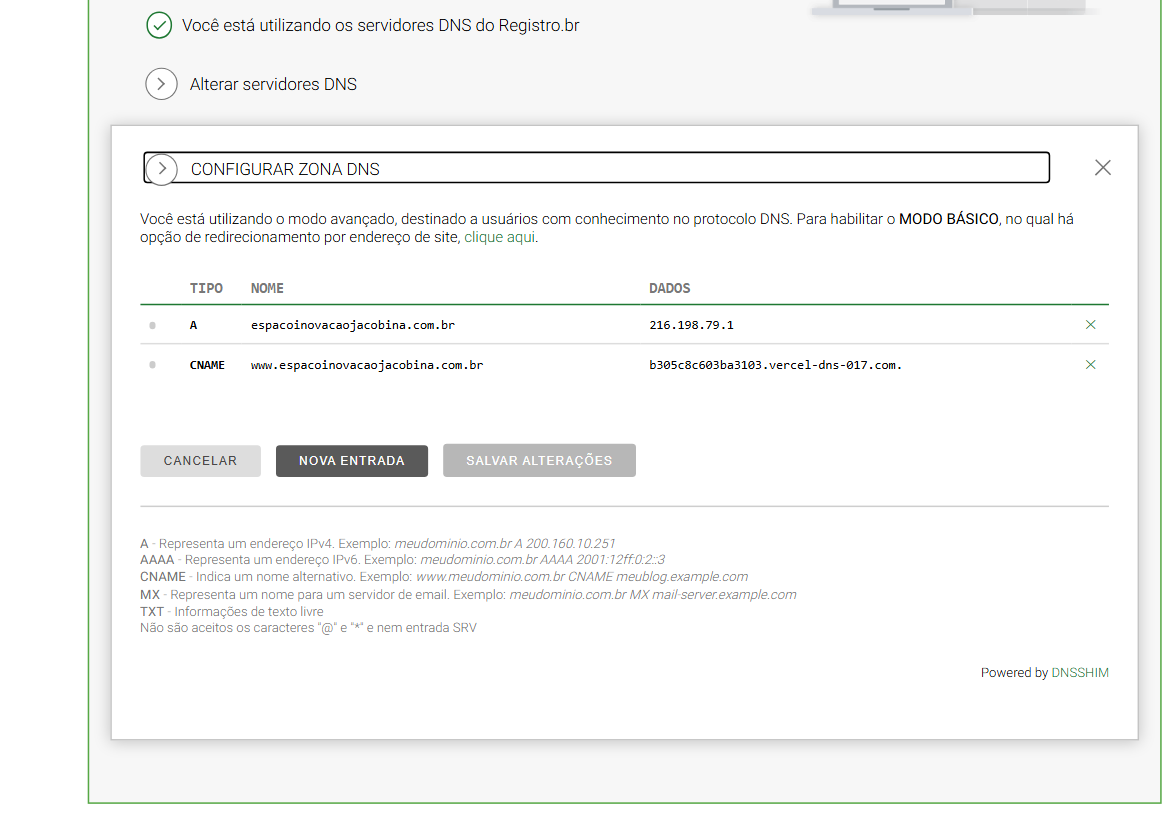 Você está utilizando os servidores DNS do Registro.br
Alterar servidores DNS
CONFIGURAR ZONA DNS
Você está utilizando o modo avançado, destinado a usuários com conhecimento no protocolo DNS. Para habilitar o MODO BÁSICO, no qual há
opção de redirecionamento por endereço de site, clique aqui.
TIPO NOME DADOS
A espacoinovacaojacobina.com.br 216.198.79.1
CNAME www.espacoinovacaojacobina.com.br b305c8c603ba3103.vercel-dns-017.com.
CANCELAR NOVA ENTRADA SALVAR ALTERAÇÕES
A - Representa um endereço IPv4. Exemplo: meudominio.com.br A 200.160.10.251
AAAA - Representa um endereço IPv6. Exemplo: meudominio.com.br AAAA 2001:12ff:0:2::3
CNAME - Indica um nome alternativo. Exemplo: www.meudominio.com.br CNAME meublog.example.com
MX - Representa um nome para um servidor de email. Exemplo: meudominio.com.br MX mail-server.example.com
TXT - Informações de texto livre
Não são aceitos os caracteres "@" e "*" e nem entrada SRV
Powered by DNSSHIM